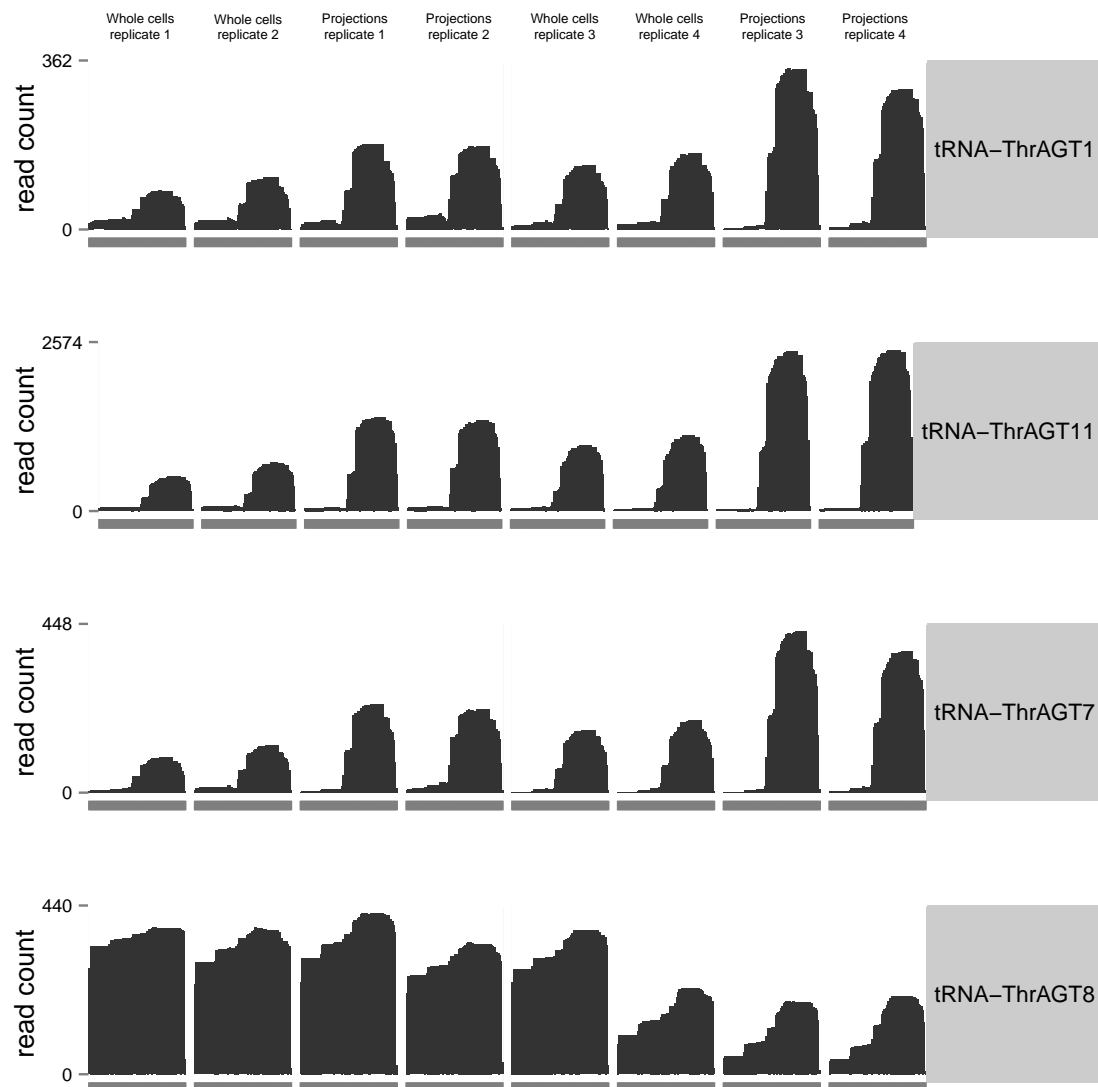 Whole cells replicate 1
Whole cells replicate 2
Projections replicate 1
Projections replicate 2
Whole cells replicate 3
Whole cells replicate 4
Projections replicate 3
Projections replicate 4
362
read count
0
tRNA−ThrAGT1
2574
read count
0
tRNA−ThrAGT11
448
read count
0
tRNA−ThrAGT7
440
read count
0
tRNA−ThrAGT8